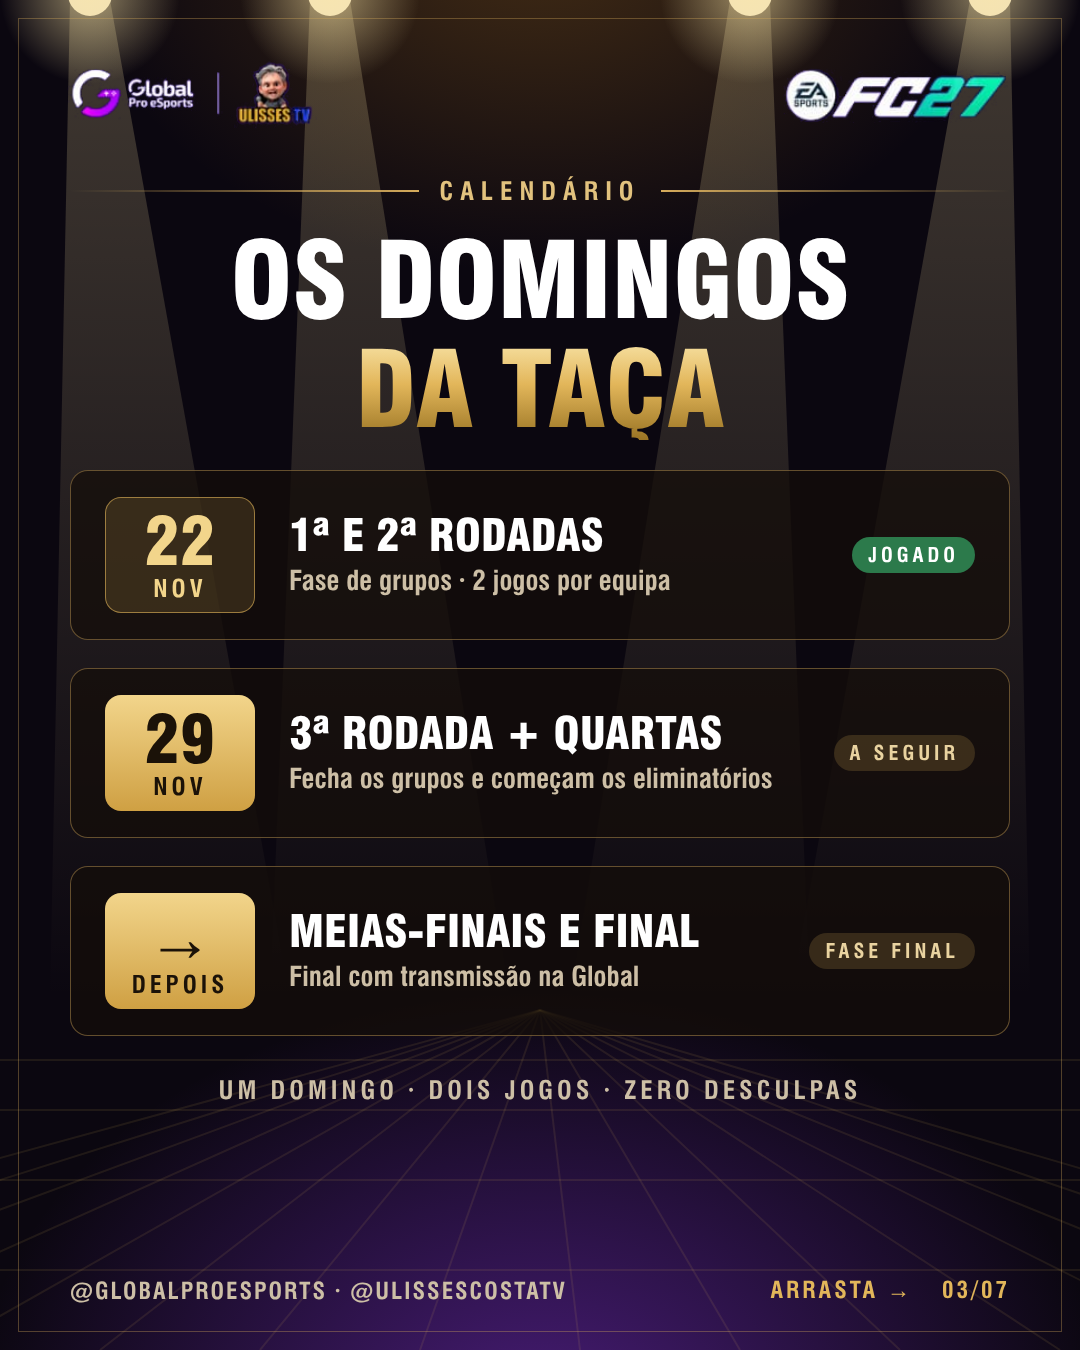 Global
Pro eSports
ULISSES TV
EA
SPORTS
FC27
CALENDÁRIO
OS DOMINGOS
DA TAÇA
22
NOV
1ª E 2ª RODADAS
Fase de grupos · 2 jogos por equipa
JOGADO
29
NOV
3ª RODADA + QUARTAS
Fecha os grupos e começam os eliminatórios
A SEGUIR
→
DEPOIS
MEIAS-FINAIS E FINAL
Final com transmissão na Global
FASE FINAL
UM DOMINGO · DOIS JOGOS · ZERO DESCULPAS
@GLOBALPROESPORTS · @ULISSESCOSTATV
ARRASTA → 03/07